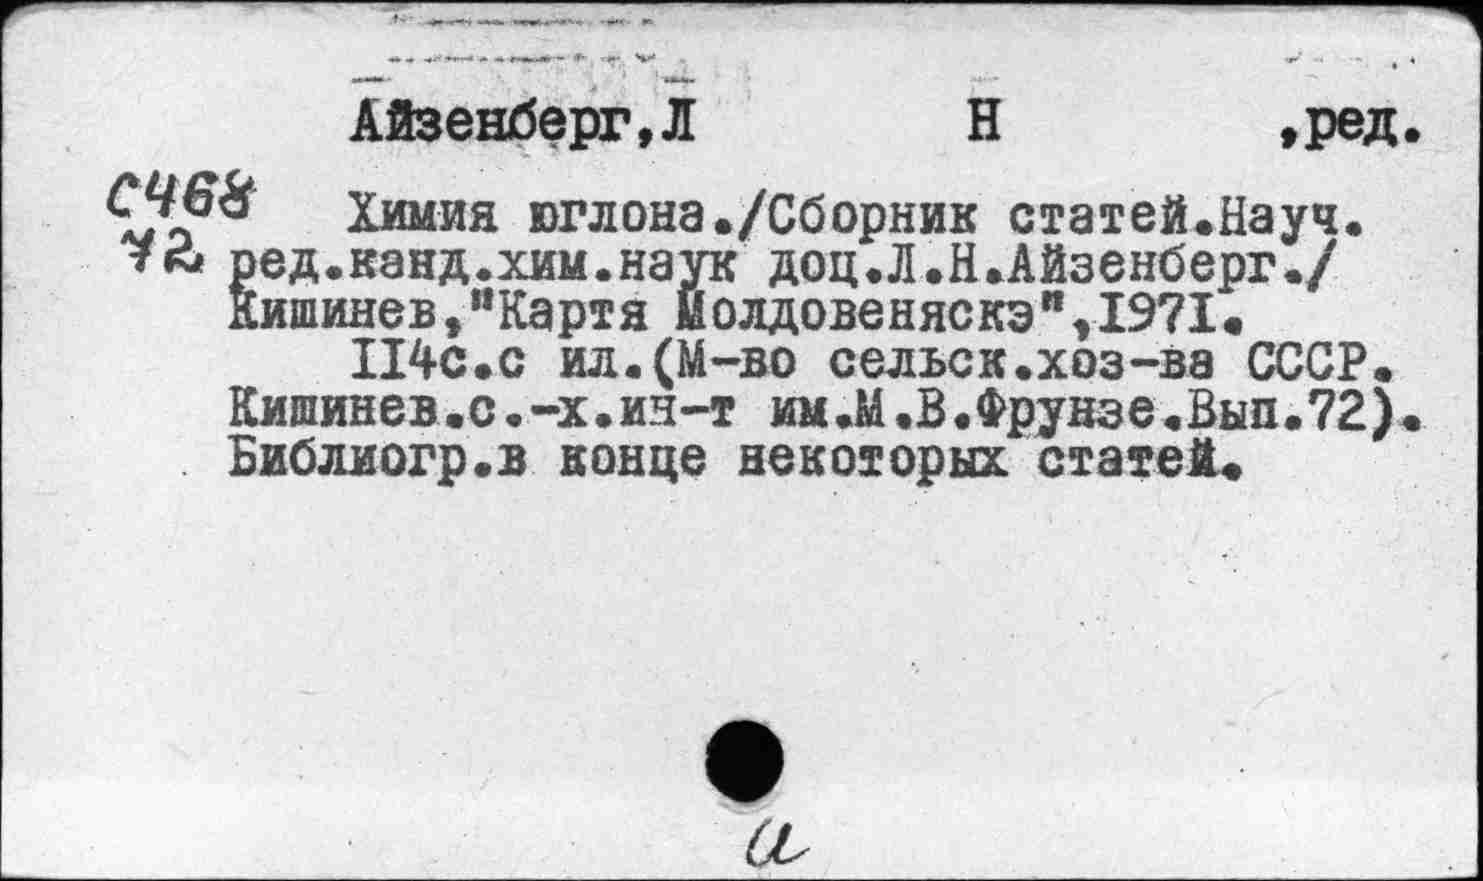 Айзенберг,Л Н ,ред.
С468
72
Химия юглона./Сборник статей.Науч.
ред.канд.хим.наук доц.Л.Н.Айзенберг./
Кишинев,"Картя Молдовеняскэ",1971.
114с.с ил.(М-во сельск.хоз-ва СССР.
Кишинев.с.-х.ин-т им.М.В.Фрунзе.Вып.72).
Библиогр.в конце некоторых статей.
а